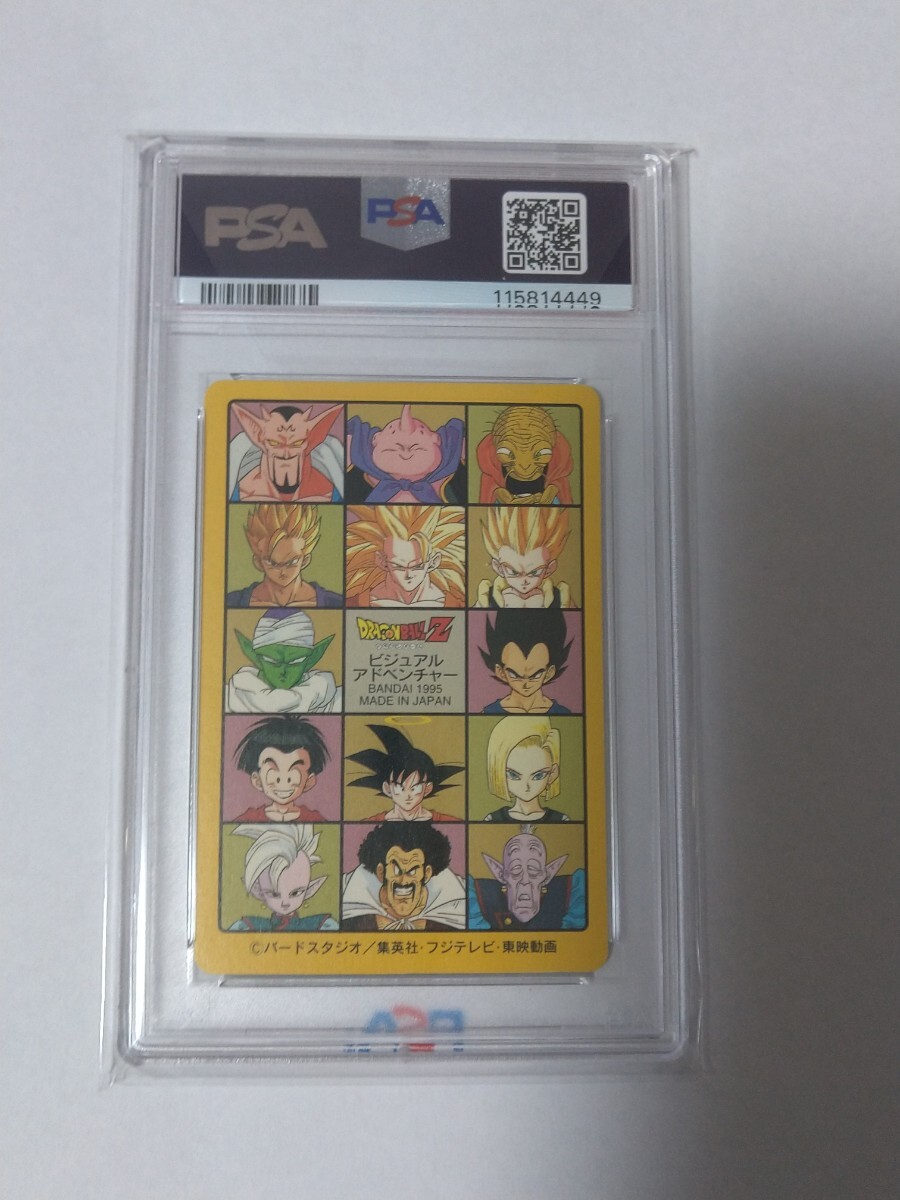 PSA
PSA
115814449
DRAGON BALL Z
ビジュアル
アドベンチャー
BANDAI 1995
MADE IN JAPAN
©バードスタジオ／集英社·フジテレビ·東映動画
PSA